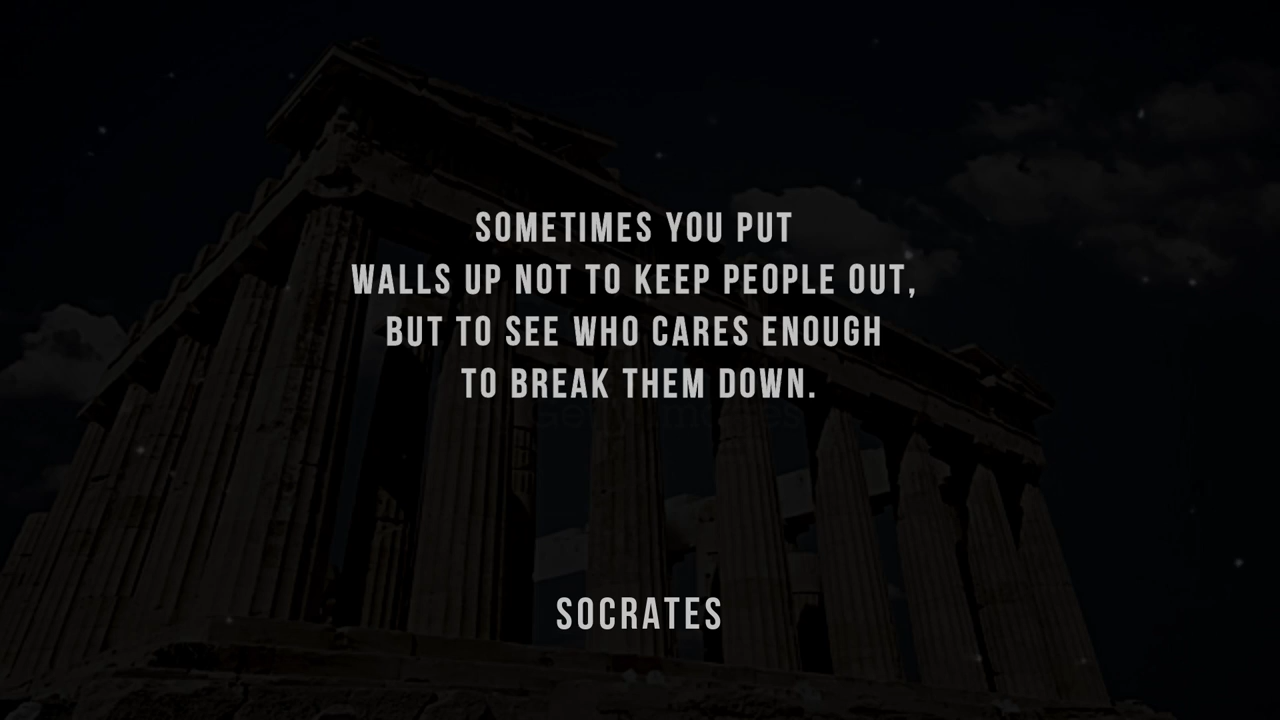 SOMETIMES YOU PUT
WALLS UP NOT TO KEEP PEOPLE OUT,
BUT TO SEE WHO CARES ENOUGH
TO BREAK THEM DOWN.
SOCRATES